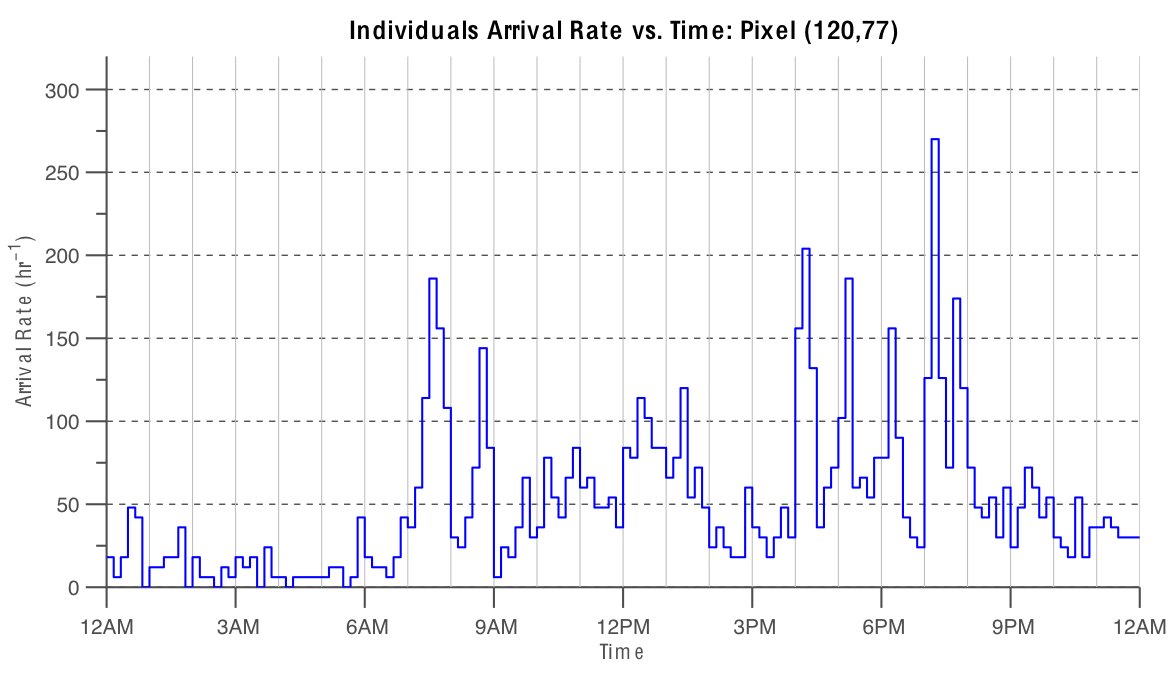 Individuals Arrival Rate vs. Time: Pixel (120,77)
300
250
200
150
100
50
0
Arrival Rate (hr⁻¹)
12AM 3AM 6AM 9AM 12PM 3PM 6PM 9PM 12AM
Time